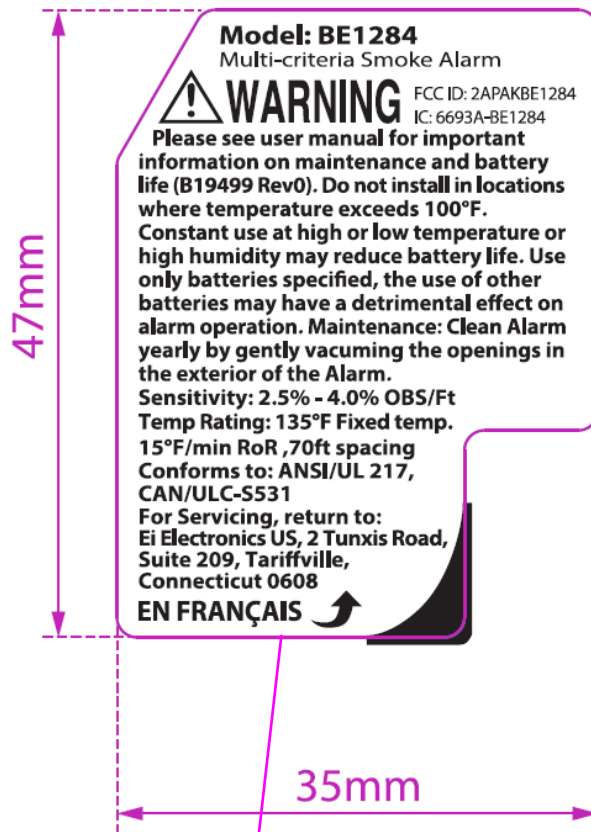 Model: BE1284
Multi-criteria Smoke Alarm
WARNING
FCC ID: 2APAKBE1284
IC: 6693A-BE1284
Please see user manual for important
information on maintenance and battery
life (B19499 Rev0). Do not install in locations
where temperature exceeds 100°F.
Constant use at high or low temperature or
high humidity may reduce battery life. Use
only batteries specified, the use of other
batteries may have a detrimental effect on
alarm operation. Maintenance: Clean Alarm
yearly by gently vacuming the openings in
the exterior of the Alarm.
Sensitivity: 2.5% - 4.0% OBS/Ft
Temp Rating: 135°F Fixed temp.
15°F/min RoR ,70ft spacing
Conforms to: ANSI/UL 217,
CAN/ULC-S531
For Servicing, return to:
Ei Electronics US, 2 Tunxis Road,
Suite 209, Tariffville,
Connecticut 0608
EN FRANÇAIS
47mm
35mm